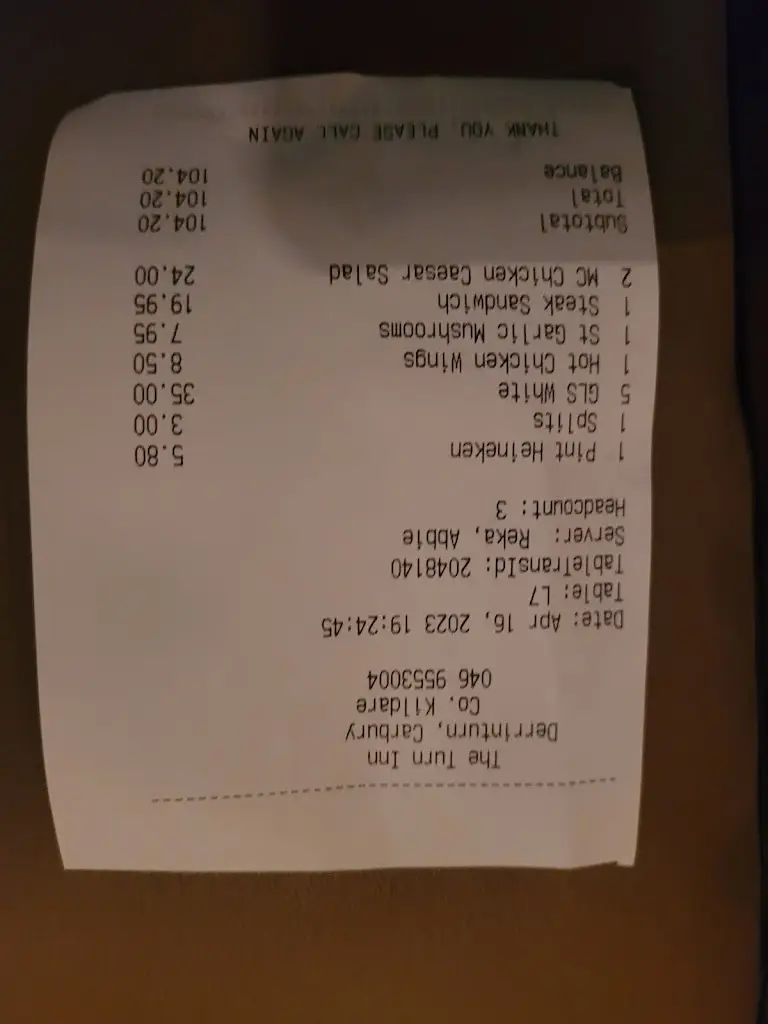 The Turn Inn
Derrinturn, Carbury
Co. Kildare
046 9553004
Date: Apr 16, 2023 19:24:45
Table: L7
TableTransId: 2048140
Server: Reka, Abbie
Headcount: 3
1 Pint Heineken 5.80
1 Splits 3.00
5 GLS White 35.00
1 Hot Chicken Wings 8.50
1 St Garlic Mushrooms 7.95
1 Steak Sandwich 19.95
2 MC Chicken Caesar Salad 24.00
Subtotal 104.20
Total 104.20
Balance 104.20
THANK YOU, PLEASE CALL AGAIN